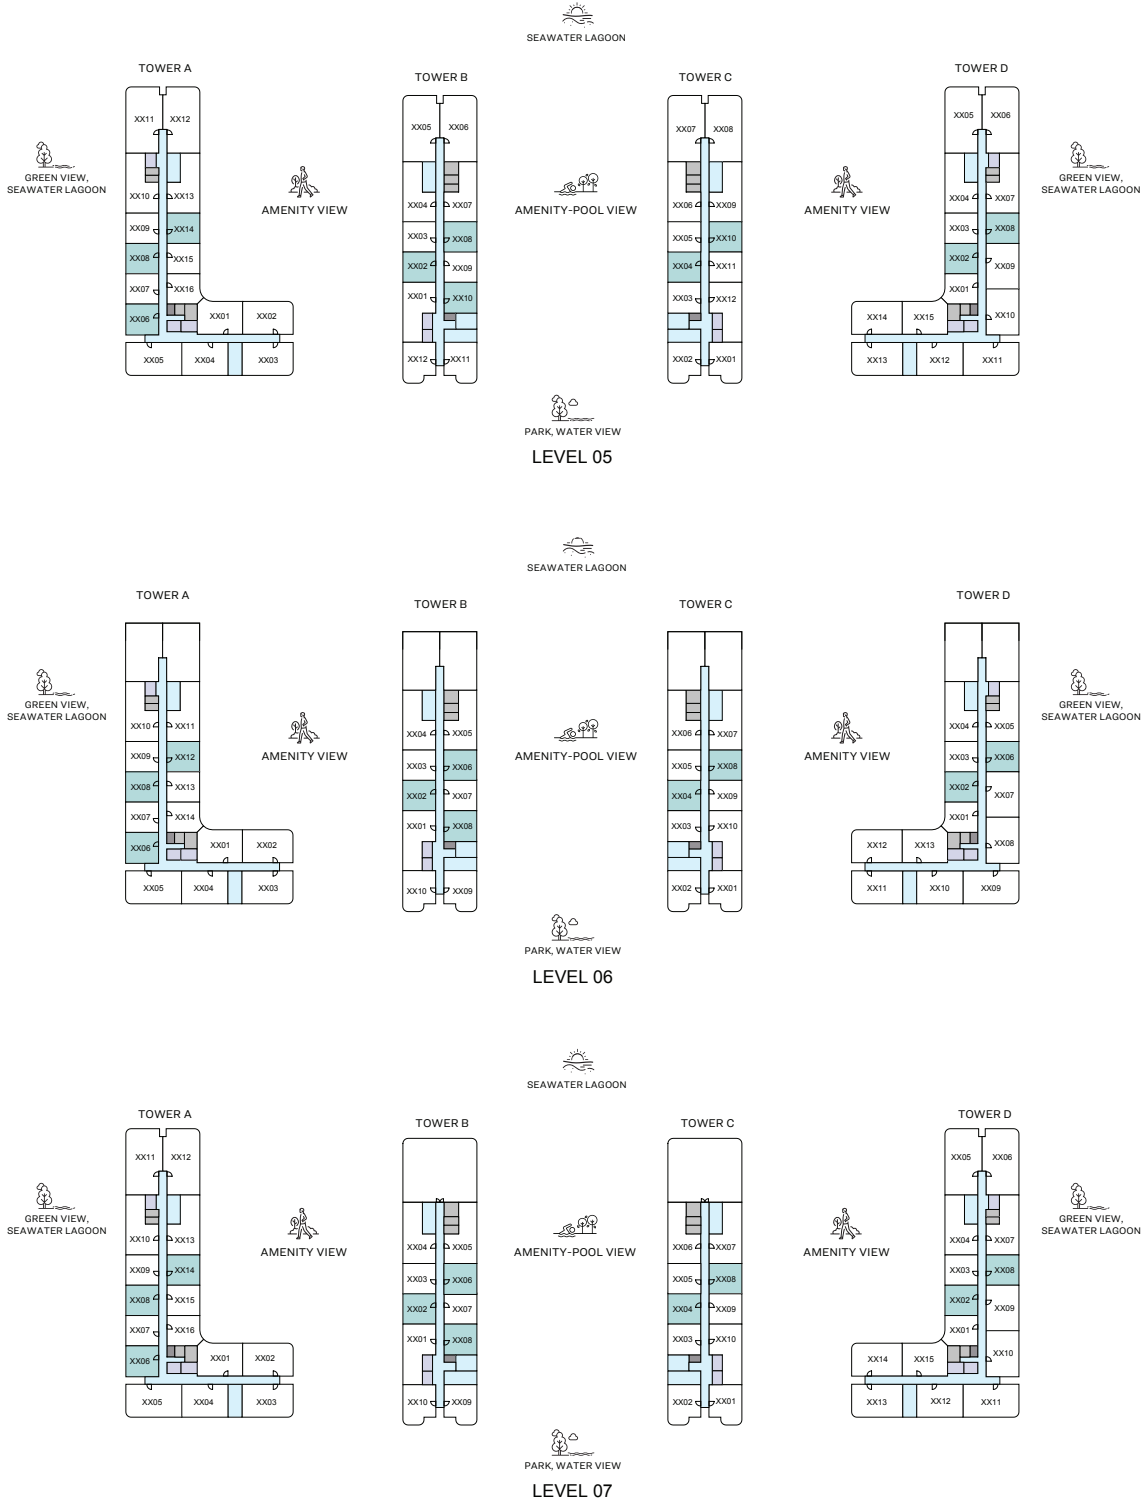 SEAWATER LAGOON
TOWER A
TOWER B
TOWER C
TOWER D
XX11 XX12
XX05 XX06
XX07 XX08
XX05 XX06
GREEN VIEW,
SEAWATER LAGOON
AMENITY VIEW
AMENITY-POOL VIEW
AMENITY VIEW
GREEN VIEW,
SEAWATER LAGOON
XX10 XX13
XX04 XX07
XX06 XX09
XX04 XX07
XX09 XX14
XX03 XX08
XX05 XX10
XX03 XX08
XX08 XX15
XX02 XX09
XX04 XX11
XX02 XX09
XX07 XX16
XX01 XX10
XX03 XX12
XX01
XX06 XX01 XX02
XX14 XX15 XX10
XX05 XX04 XX03
XX12 XX11
XX02 XX01
XX13 XX12 XX11
PARK, WATER VIEW
LEVEL 05
SEAWATER LAGOON
TOWER A
TOWER B
TOWER C
TOWER D
GREEN VIEW,
SEAWATER LAGOON
AMENITY VIEW
AMENITY-POOL VIEW
AMENITY VIEW
GREEN VIEW,
SEAWATER LAGOON
XX10 XX11
XX04 XX05
XX06 XX07
XX04 XX05
XX09 XX12
XX03 XX06
XX05 XX08
XX03 XX06
XX08 XX13
XX02 XX07
XX04 XX09
XX02 XX07
XX07 XX14
XX01 XX08
XX03 XX10
XX01
XX06 XX01 XX02
XX12 XX13 XX08
XX05 XX04 XX03
XX10 XX09
XX02 XX01
XX11 XX10 XX09
PARK, WATER VIEW
LEVEL 06
SEAWATER LAGOON
TOWER A
TOWER B
TOWER C
TOWER D
XX11 XX12
XX05 XX06
GREEN VIEW,
SEAWATER LAGOON
AMENITY VIEW
AMENITY-POOL VIEW
AMENITY VIEW
GREEN VIEW,
SEAWATER LAGOON
XX10 XX13
XX04 XX05
XX06 XX07
XX04 XX07
XX09 XX14
XX03 XX06
XX05 XX08
XX03 XX08
XX08 XX15
XX02 XX07
XX04 XX09
XX02 XX09
XX07 XX16
XX01 XX08
XX03 XX10
XX01
XX06 XX01 XX02
XX14 XX15 XX10
XX05 XX04 XX03
XX10 XX09
XX02 XX01
XX13 XX12 XX11
PARK, WATER VIEW
LEVEL 07